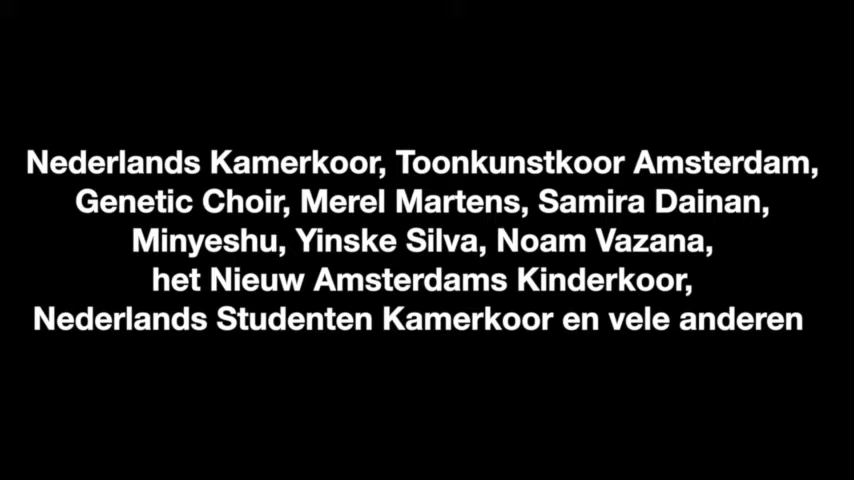 Nederlands Kamerkoor, Toonkunstkoor Amsterdam,
Genetic Choir, Merel Martens, Samira Dainan,
Minyeshu, Yinske Silva, Noam Vazana,
het Nieuw Amsterdams Kinderkoor,
Nederlands Studenten Kamerkoor en vele anderen